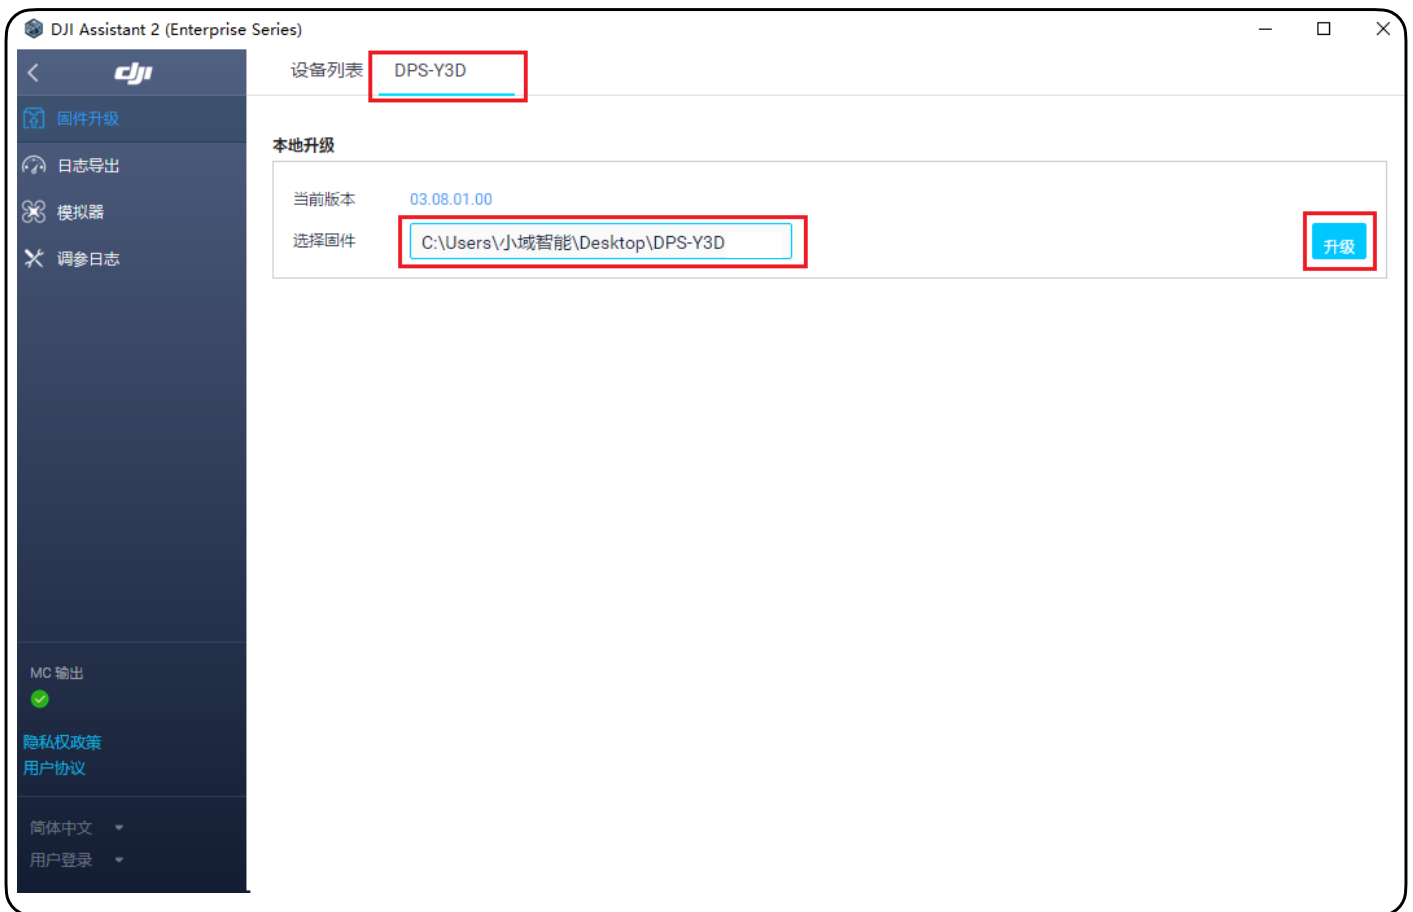 DJI Assistant 2 (Enterprise Series)
dji
设备列表 DPS-Y3D
固件升级
日志导出
模拟器
调参日志
本地升级
当前版本 03.08.01.00
选择固件 C:\Users\小域智能\Desktop\DPS-Y3D
升级
MC 输出
隐私权政策
用户协议
简体中文
用户登录